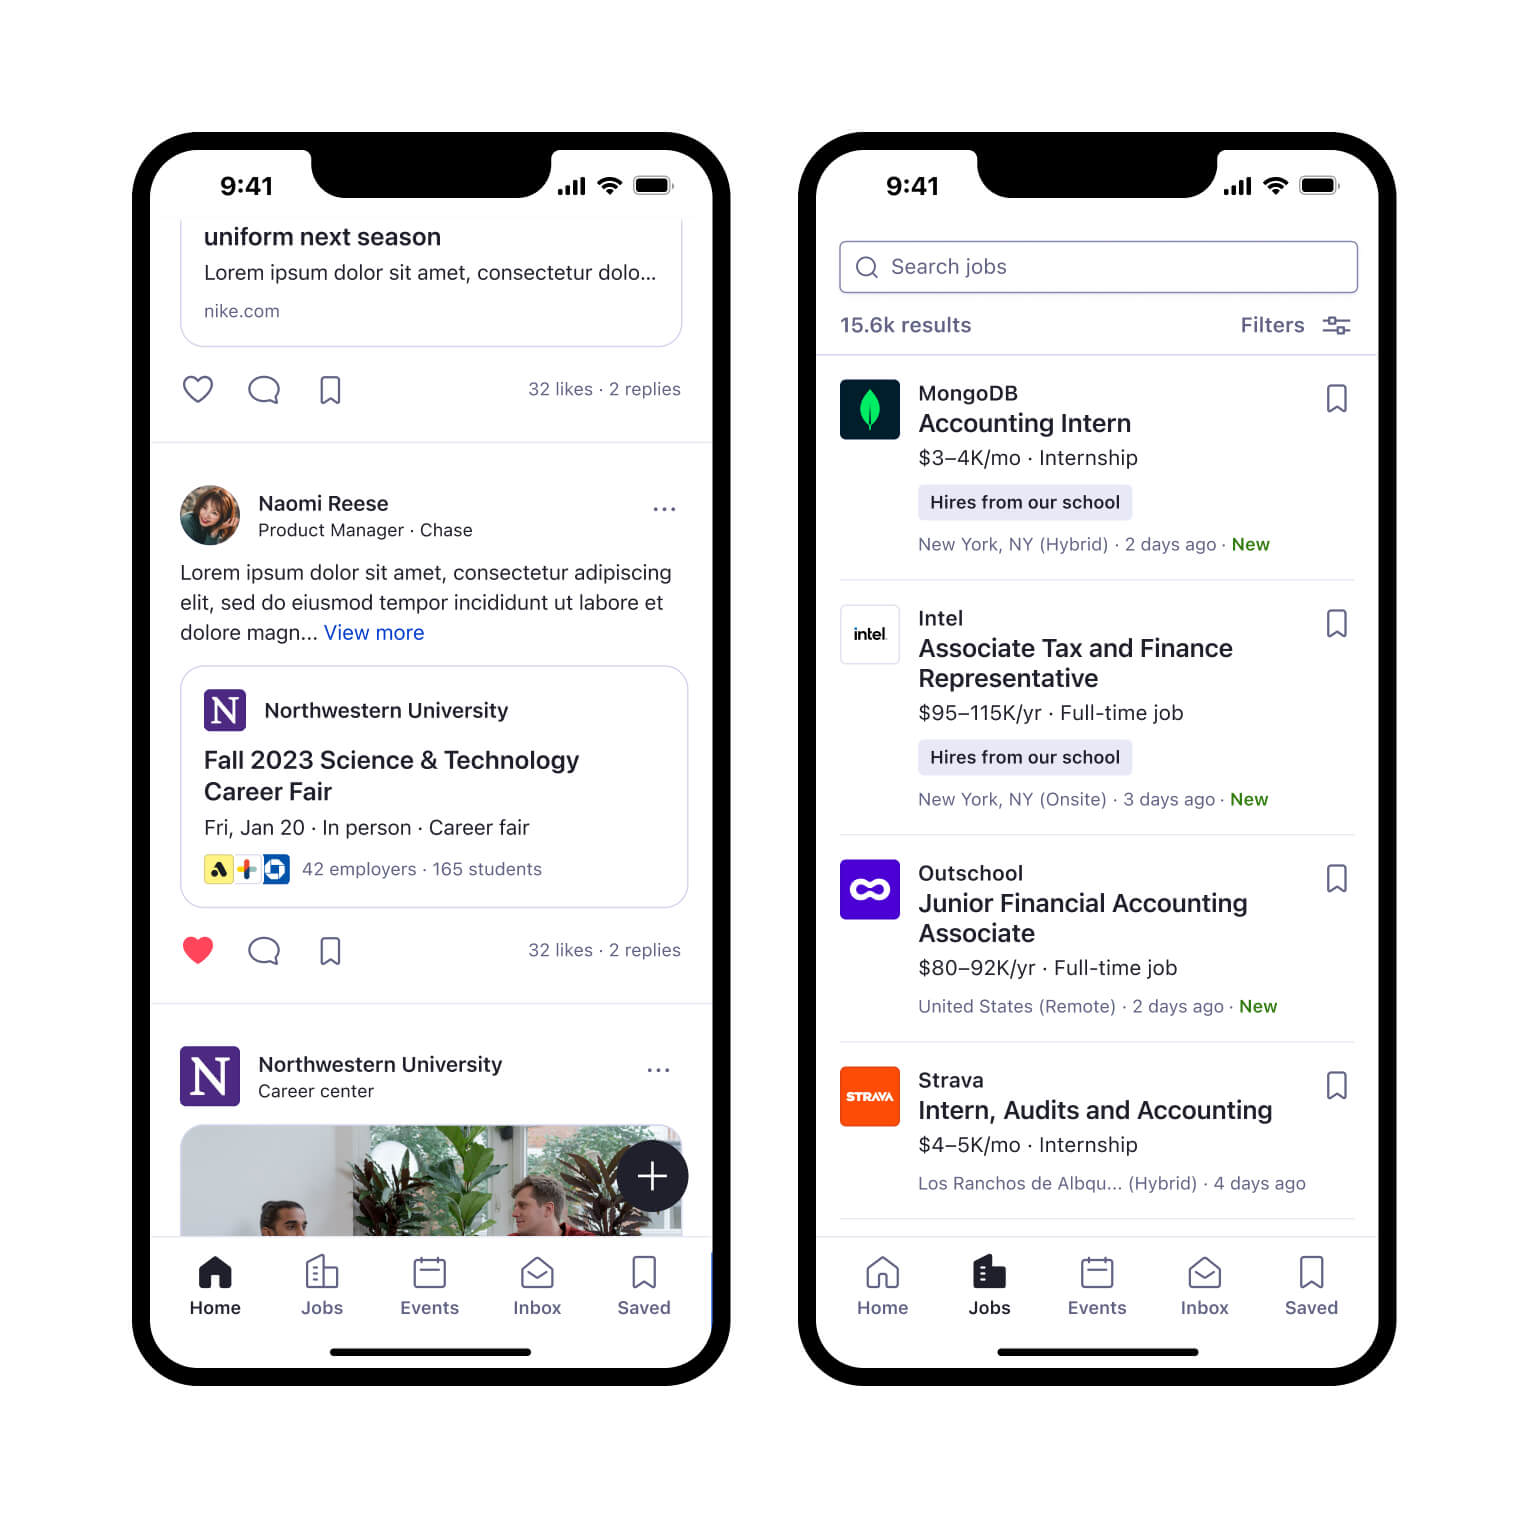 9:41
uniform next season
Lorem ipsum dolor sit amet, consectetur dolo...
nike.com
32 likes · 2 replies
Naomi Reese
Product Manager · Chase
Lorem ipsum dolor sit amet, consectetur adipiscing
elit, sed do eiusmod tempor incididunt ut labore et
dolore magn... View more
N
Northwestern University
Fall 2023 Science & Technology
Career Fair
Fri, Jan 20 · In person · Career fair
42 employers · 165 students
32 likes · 2 replies
N
Northwestern University
Career center
Home
Jobs
Events
Inbox
Saved
9:41
Search jobs
15.6k results
Filters
MongoDB
Accounting Intern
$3–4K/mo · Internship
Hires from our school
New York, NY (Hybrid) · 2 days ago · New
intel.
Intel
Associate Tax and Finance
Representative
$95–115K/yr · Full-time job
Hires from our school
New York, NY (Onsite) · 3 days ago · New
Outschool
Junior Financial Accounting
Associate
$80–92K/yr · Full-time job
United States (Remote) · 2 days ago · New
STRAVA
Strava
Intern, Audits and Accounting
$4–5K/mo · Internship
Los Ranchos de Albqu... (Hybrid) · 4 days ago
Home
Jobs
Events
Inbox
Saved